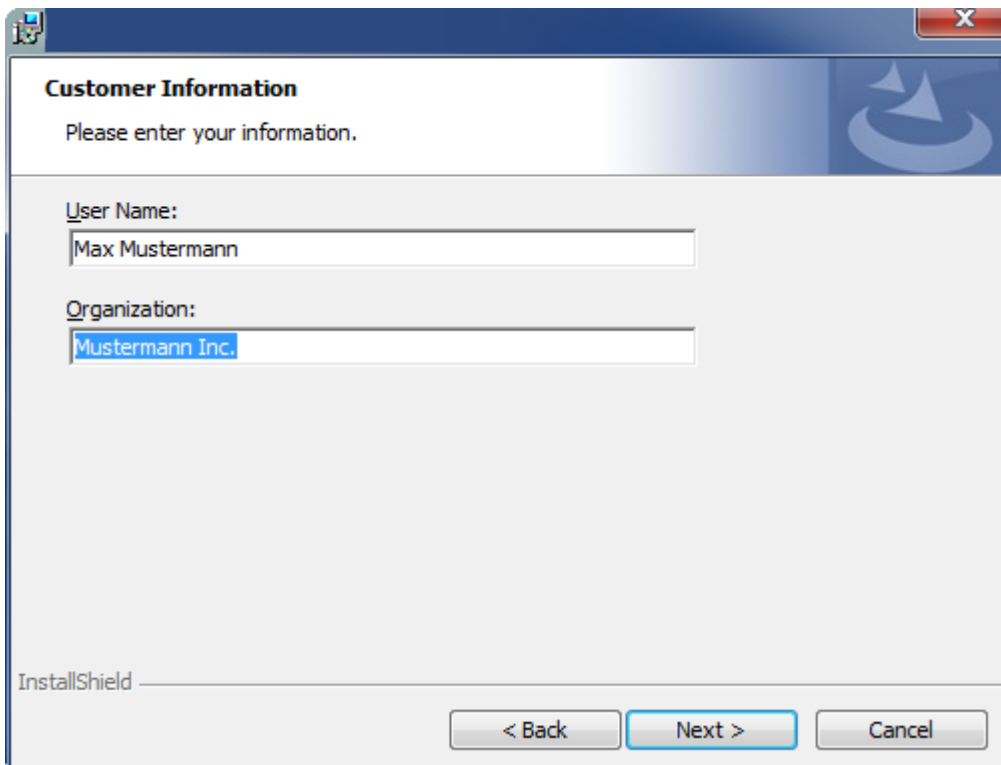 Customer Information
Please enter your information.
User Name:
Max Mustermann
Organization:
Mustermann Inc.
InstallShield
< Back Next > Cancel